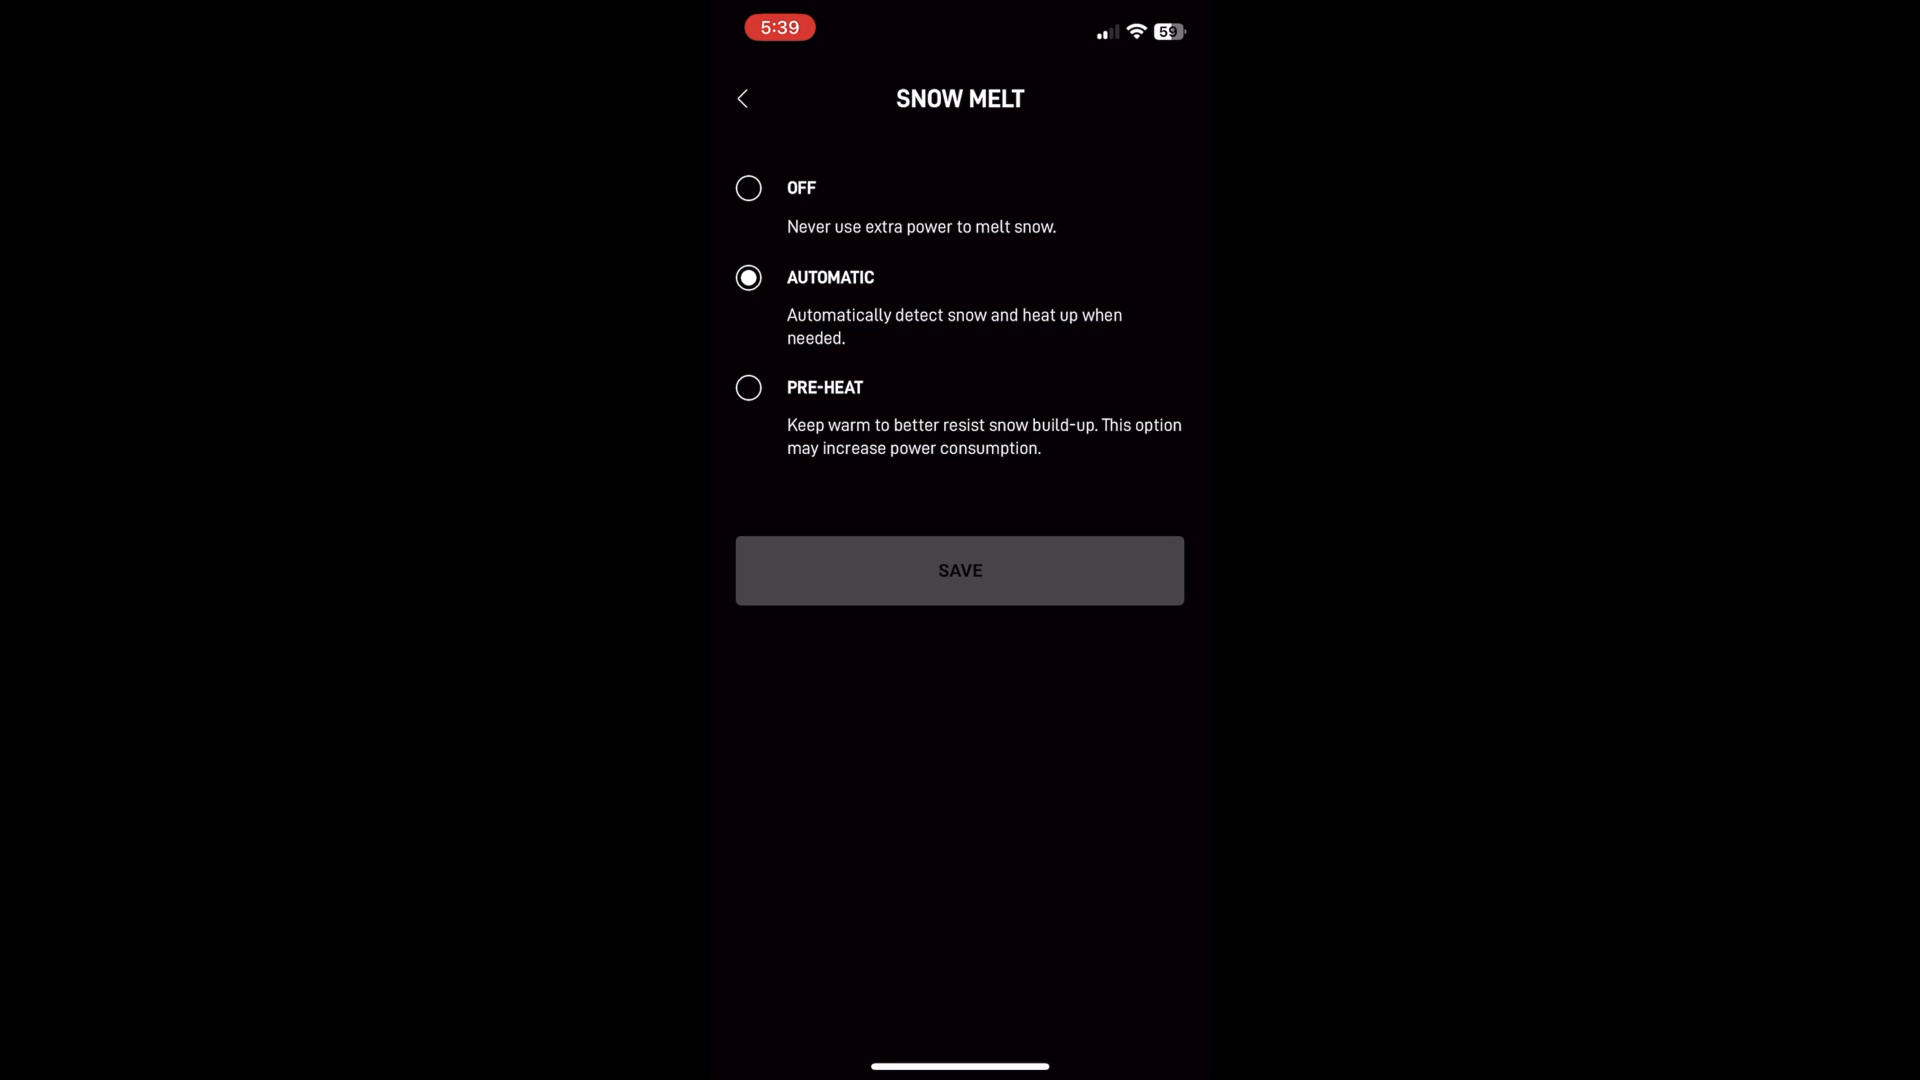 5:39
59
SNOW MELT
OFF
Never use extra power to melt snow.
AUTOMATIC
Automatically detect snow and heat up when
needed.
PRE-HEAT
Keep warm to better resist snow build-up. This option
may increase power consumption.
SAVE